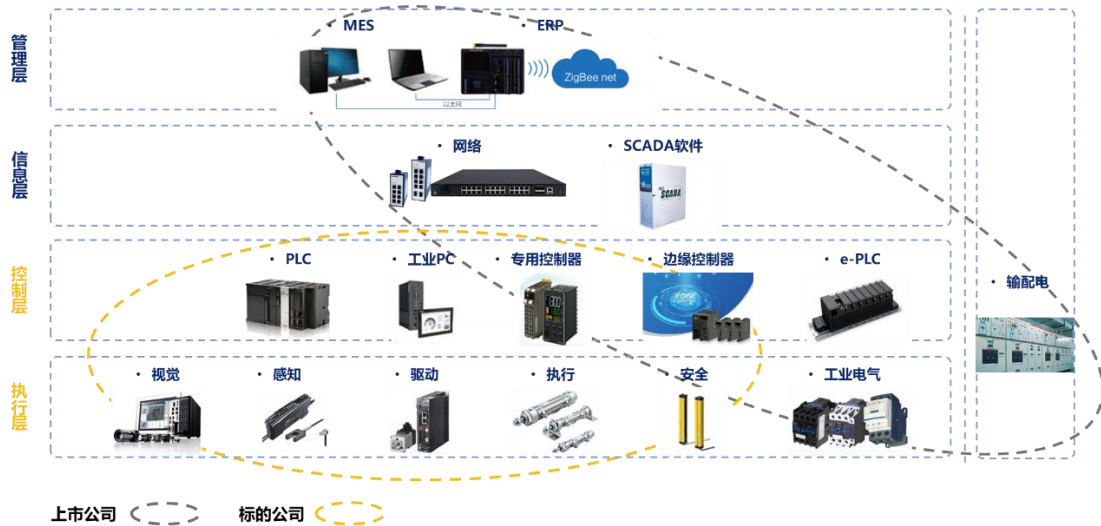 管理层
• MES
• ERP
ZigBee net
以太网
信息层
• 网络
• SCADA软件
SCADA
控制层
• PLC
• 工业PC
• 专用控制器
• 边缘控制器
• e-PLC
EDGE
• 输配电
执行层
• 视觉
• 感知
• 驱动
• 执行
• 安全
• 工业电气
上市公司
标的公司